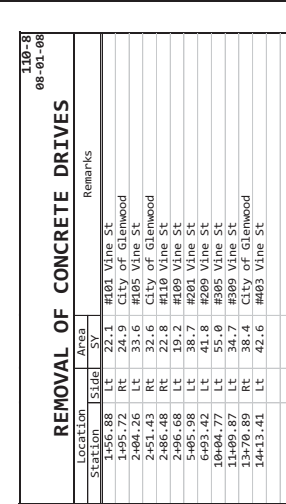 110-8
08-01-08
REMOVAL OF CONCRETE DRIVES
Location Area Remarks
Station Side SY
1+56.88 Lt 22.1 #101 Vine St
1+95.72 Rt 24.9 City of Glenwood
2+04.26 Lt 33.6 #105 Vine St
2+51.43 Rt 32.6 City of Glenwood
2+86.48 Rt 22.8 #110 Vine St
2+96.68 Lt 19.2 #109 Vine St
5+05.98 Lt 38.7 #201 Vine St
6+93.42 Lt 41.8 #209 Vine St
10+04.77 Lt 55.0 #305 Vine St
11+09.87 Lt 34.7 #309 Vine St
13+70.89 Rt 38.4 City of Glenwood
14+13.41 Lt 42.6 #403 Vine St